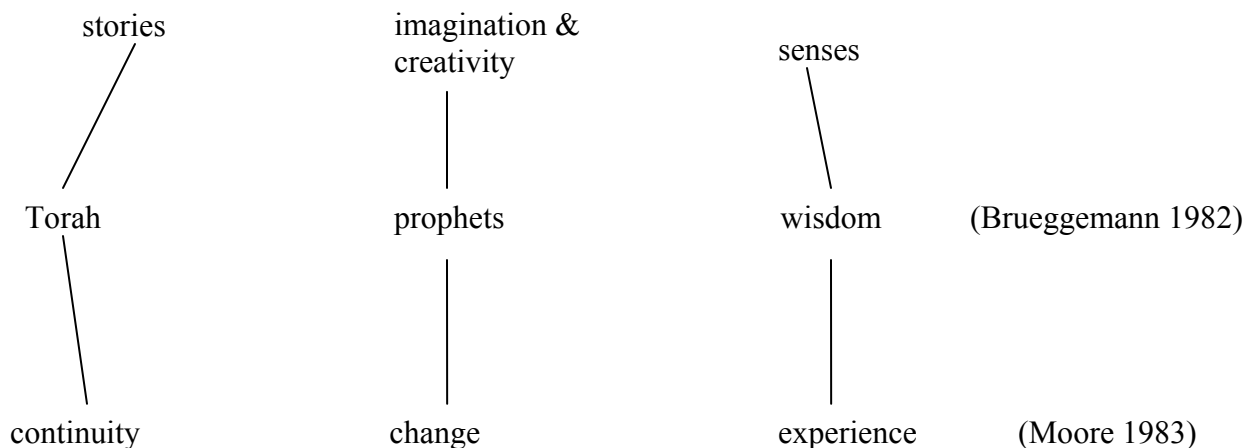 stories
imagination &
creativity
senses
Torah prophets wisdom (Brueggemann 1982)
continuity change experience (Moore 1983)